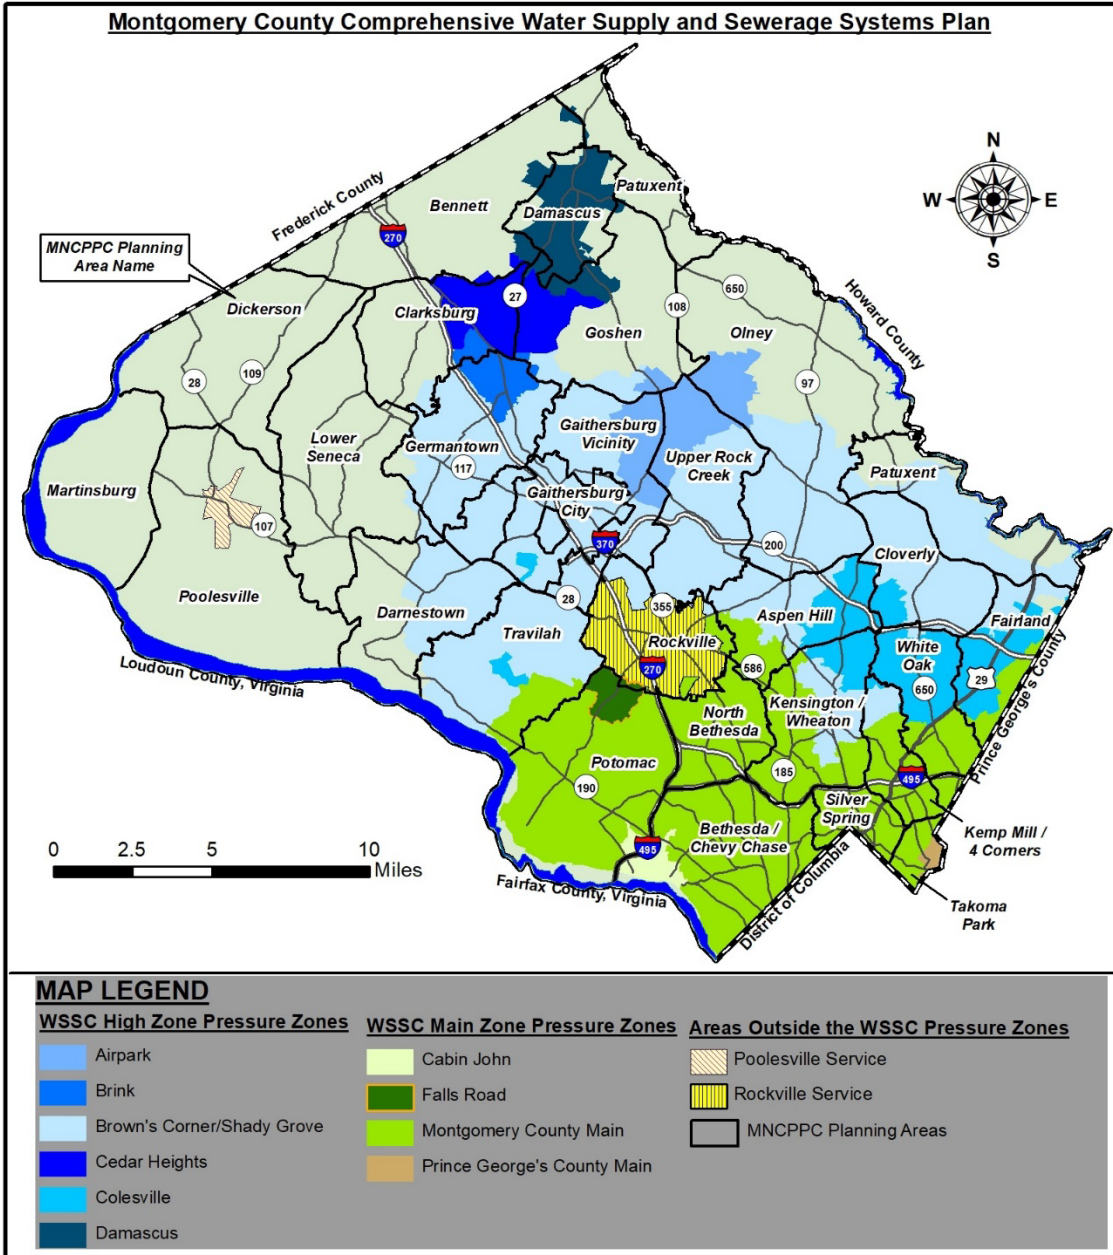 Montgomery County Comprehensive Water Supply and Sewerage Systems Plan
N
W
E
S
Frederick County
MNCPPC Planning
Area Name
Bennett
Damascus
Patuxent
270
Dickerson
Clarksburg
27
Goshen
108
650
Olney
Howard County
28
109
97
Lower
Seneca
Germantown
117
Gaithersburg
Vicinity
Upper Rock
Creek
Patuxent
Martinsburg
107
Gaithersburg
City
370
200
Cloverly
Poolesville
Darnestown
28
355
Aspen Hill
Fairland
Travilah
Rockville
White
Oak
Loudoun County, Virginia
270
586
650
29
North
Bethesda
Kensington /
Wheaton
Prince George's County
Potomac
190
185
495
Silver
Spring
Bethesda /
Chevy Chase
Kemp Mill /
4 Corners
495
0
2.5
5
10
Miles
Fairfax County, Virginia
District of Columbia
Takoma
Park
MAP LEGEND
WSSC High Zone Pressure Zones
Airpark
Brink
Brown's Corner/Shady Grove
Cedar Heights
Colesville
Damascus
WSSC Main Zone Pressure Zones
Cabin John
Falls Road
Montgomery County Main
Prince George's County Main
Areas Outside the WSSC Pressure Zones
Poolesville Service
Rockville Service
MNCPPC Planning Areas